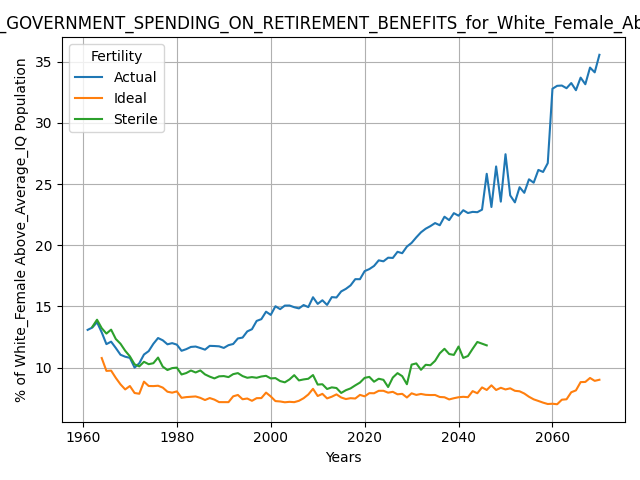 _GOVERNMENT_SPENDING_ON_RETIREMENT_BENEFITS_for_White_Female_Ab
Fertility
Actual
Ideal
Sterile
% of White_Female Above_Average_IQ Population
35
30
25
20
15
10
1960
1980
2000
2020
2040
2060
Years